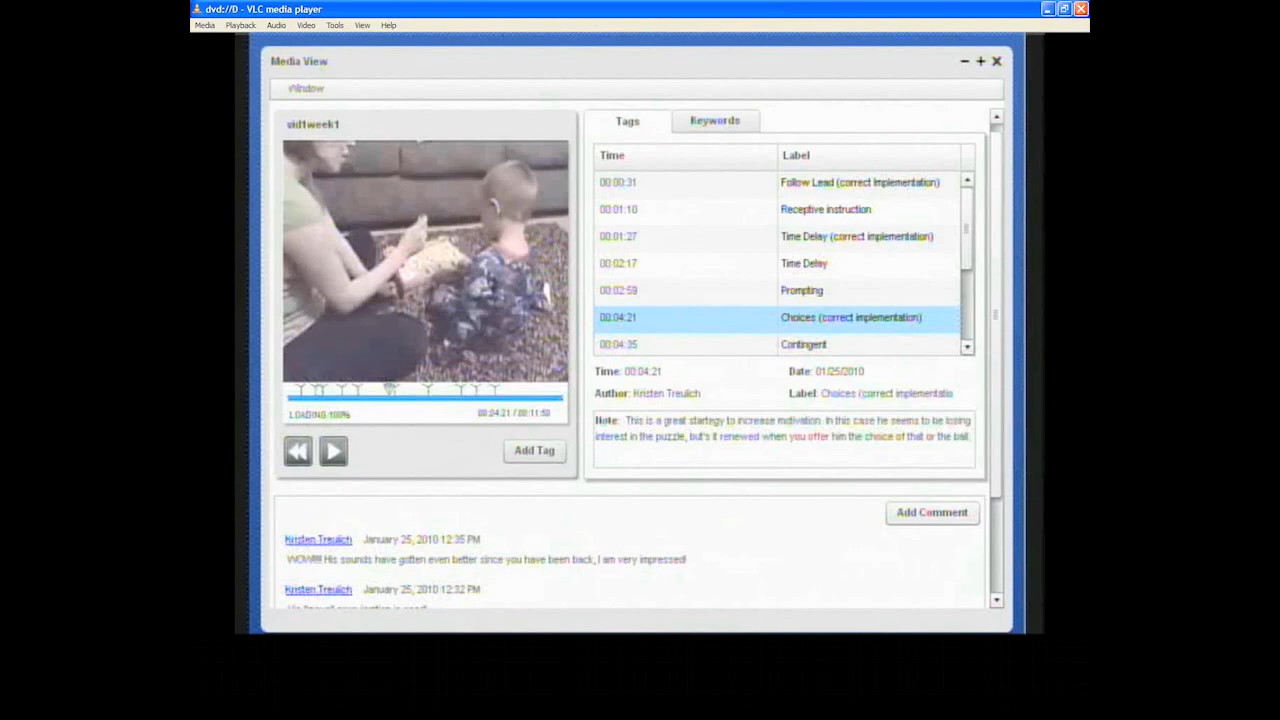 dvd://D - VLC media player
Media Playback Audio Video Tools View Help
Media View
Window
vid1week1
Tags Keywords
Time Label
00:00:31 Follow Lead (correct implementation)
00:01:10 Receptive instruction
00:01:27 Time Delay (correct implementation)
00:02:17 Time Delay
00:02:59 Prompting
00:04:21 Choices (correct implementation)
00:04:35 Contingent
Time: 00:04:21 Date: 01/25/2010
Author: Kristen Treulich Label: Choices (correct implementatio
Note: This is a great startegy to increase motivation. In this case he seems to be losing
interest in the puzzle, but's it renewed when you offer him the choice of that or the ball.
LOADING 100% 00:04:21 / 00:11:50
Add Tag
Add Comment
Kristen Treulich January 25, 2010 12:35 PM
WOW!!!! His sounds have gotten even better since you have been back, I am very impressed!
Kristen Treulich January 25, 2010 12:32 PM